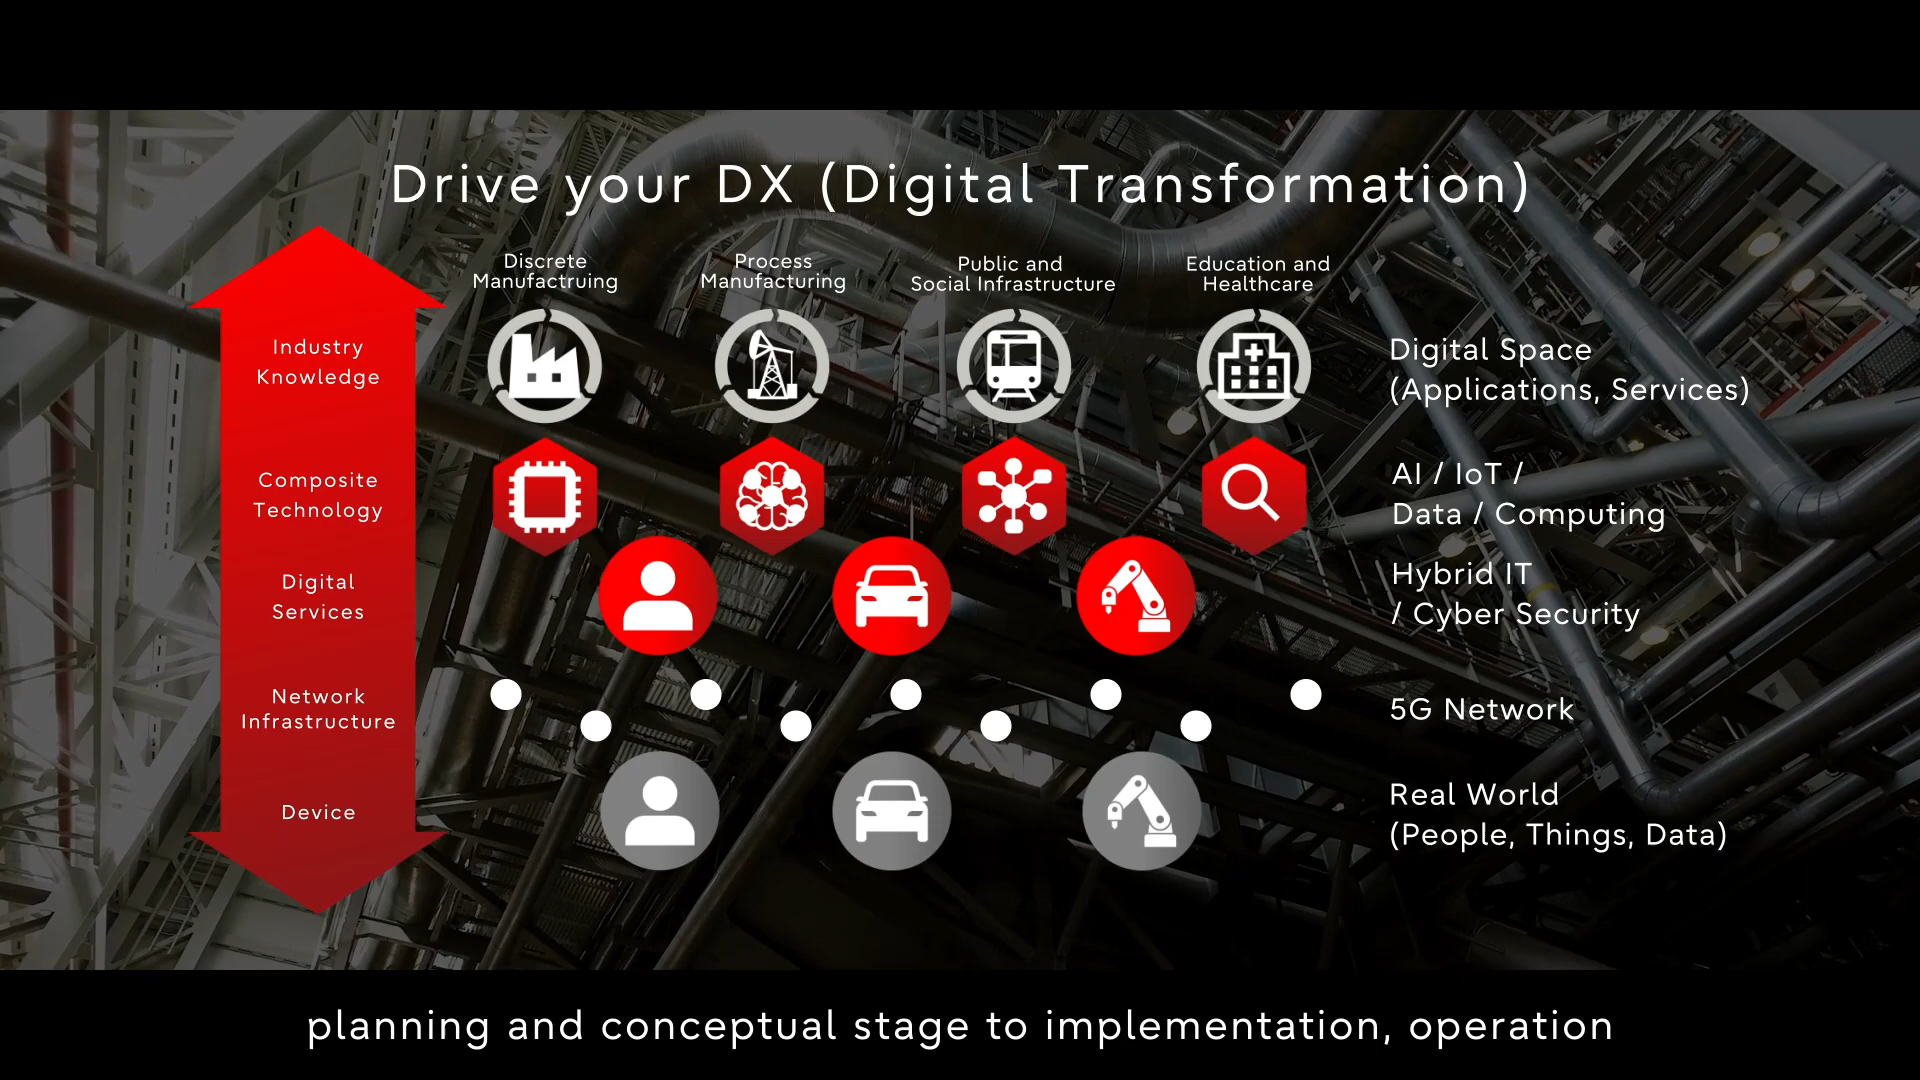 Drive your DX (Digital Transformation)
Discrete
Manufactruing
Process
Manufacturing
Public and
Social Infrastructure
Education and
Healthcare
Industry
Knowledge
Digital Space
(Applications, Services)
Composite
Technology
AI / IoT /
Data / Computing
Digital
Services
Hybrid IT
/ Cyber Security
Network
Infrastructure
5G Network
Device
Real World
(People, Things, Data)
planning and conceptual stage to implementation, operation